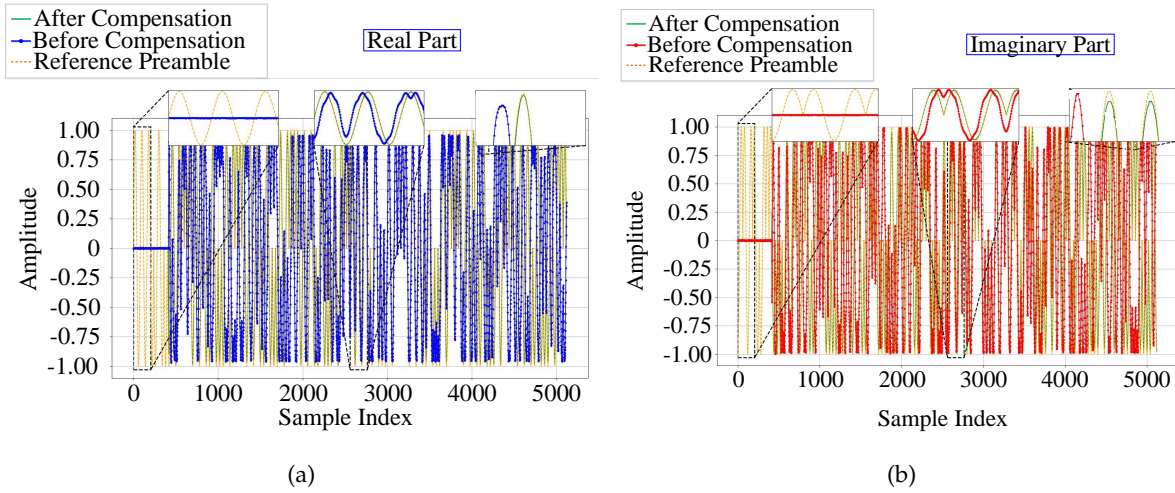 After Compensation
Before Compensation
Reference Preamble
Real Part
1.00
0.75
0.50
0.25
0
-0.25
-0.50
-0.75
-1.00
Amplitude
0 1000 2000 3000 4000 5000
Sample Index
(a)
After Compensation
Before Compensation
Reference Preamble
Imaginary Part
1.00
0.75
0.50
0.25
0
-0.25
-0.50
-0.75
-1.00
Amplitude
0 1000 2000 3000 4000 5000
Sample Index
(b)